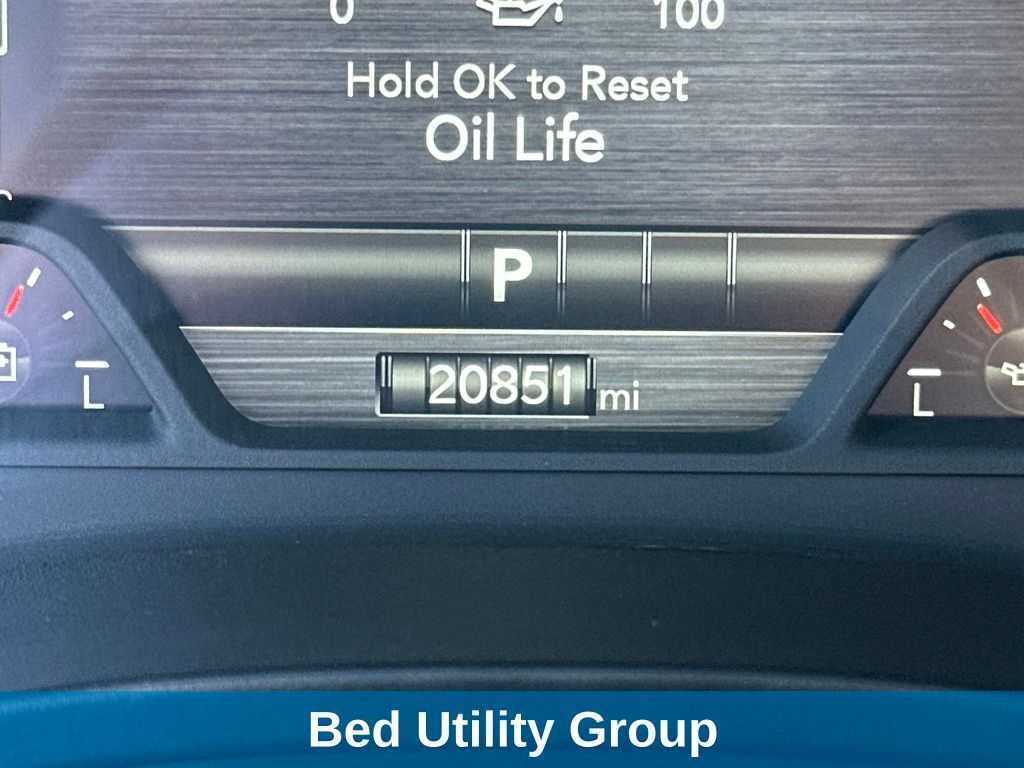 0 100
Hold OK to Reset
Oil Life
P
20851 mi
L L
Bed Utility Group